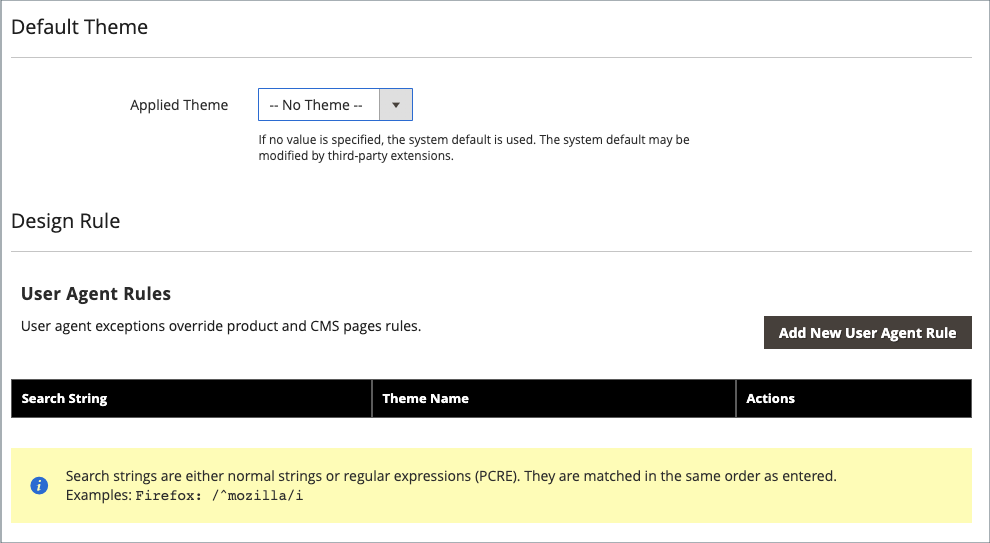 Default Theme
Applied Theme
-- No Theme --
If no value is specified, the system default is used. The system default may be
modified by third-party extensions.
Design Rule
User Agent Rules
User agent exceptions override product and CMS pages rules.
Add New User Agent Rule
Search String Theme Name Actions
Search strings are either normal strings or regular expressions (PCRE). They are matched in the same order as entered.
Examples: Firefox: /^mozilla/i